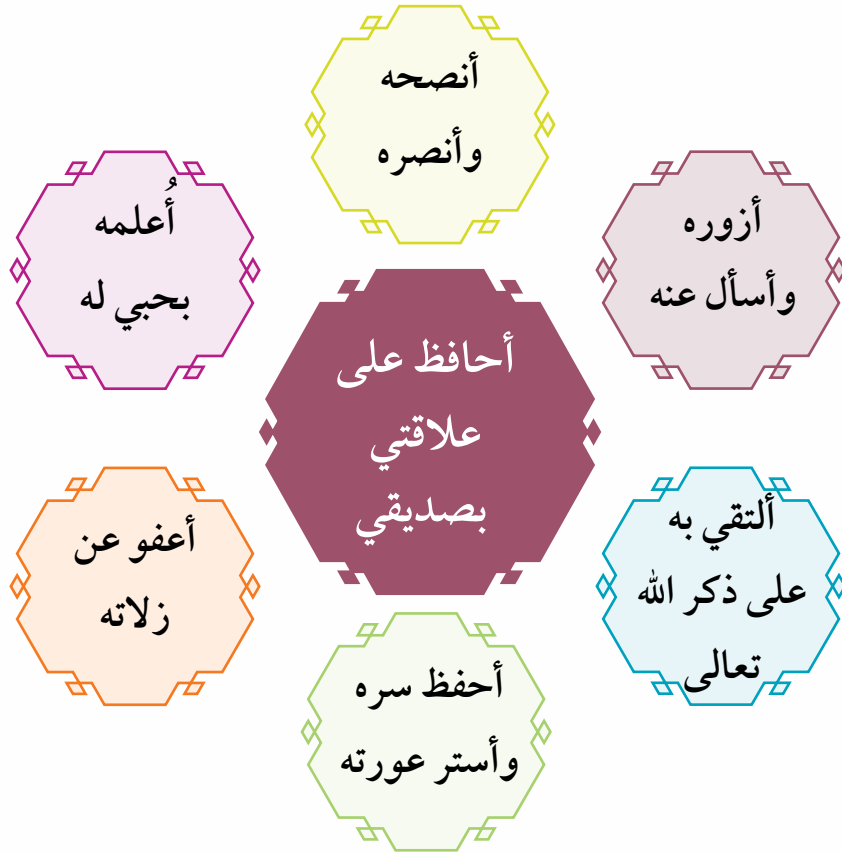 أنصحه
وأنصره
أزوره
وأسأل عنه
أُعلمه
بحبي له
أحافظ على
علاقتي
بصديقي
ألتقي به
على ذكر الله
تعالى
أعفو عن
زلاته
أحفظ سره
وأستر عورته